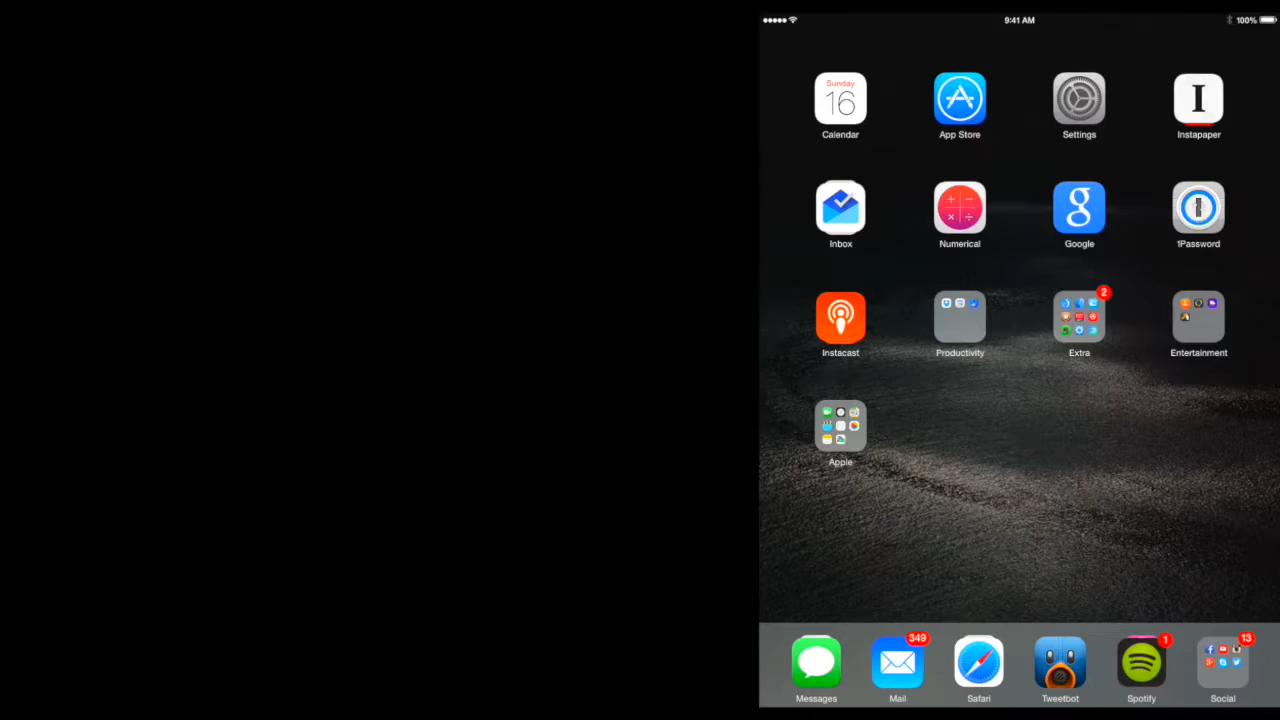 9:41 AM 100%
Sunday
16
Calendar App Store Settings Instapaper
Inbox Numerical Google 1Password
2
Instacast Productivity Extra Entertainment
Apple
349 1 13
Messages Mail Safari Tweetbot Spotify Social